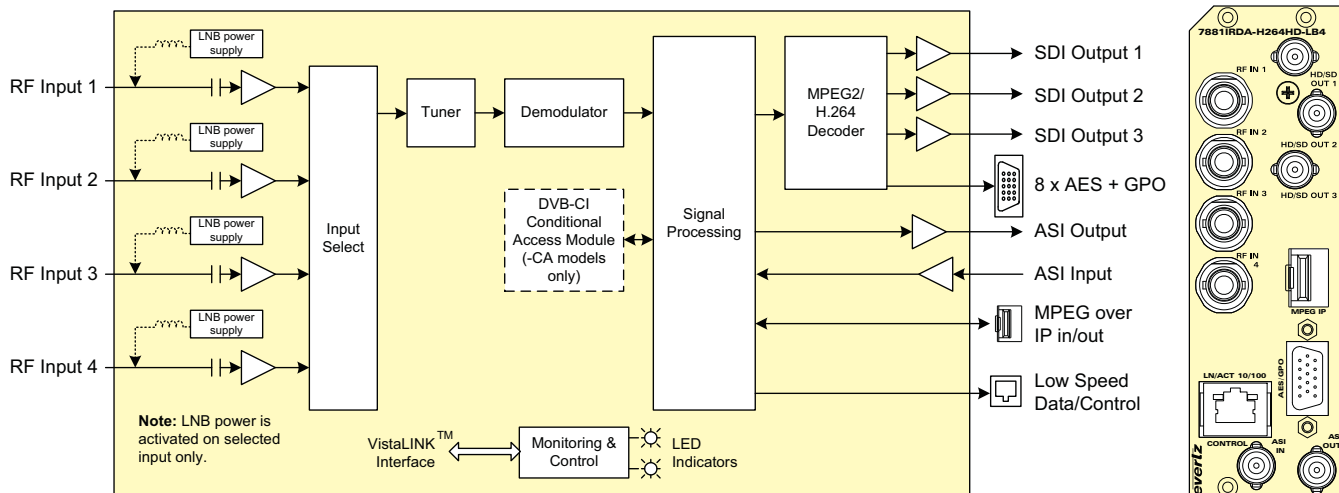 LNB power
supply
RF Input 1
LNB power
supply
RF Input 2
LNB power
supply
RF Input 3
LNB power
supply
RF Input 4
Note: LNB power is
activated on selected
input only.
Input
Select
Tuner
Demodulator
DVB-CI
Conditional
Access Module
(-CA models
only)
Signal
Processing
MPEG2/
H.264
Decoder
SDI Output 1
SDI Output 2
SDI Output 3
8 x AES + GPO
ASI Output
ASI Input
MPEG over
IP in/out
Low Speed
Data/Control
VistaLINK™
Interface
Monitoring &
Control
LED
Indicators
7881IRDA-H264HD-LB4
RF IN 1
HD/SD
OUT 1
RF IN 2
HD/SD OUT 2
RF IN 3
HD/SD OUT 3
RF IN
4
MPEG IP
LN/ACT 10/100
AES/GPO
CONTROL
ASI
IN
OUT
evertz